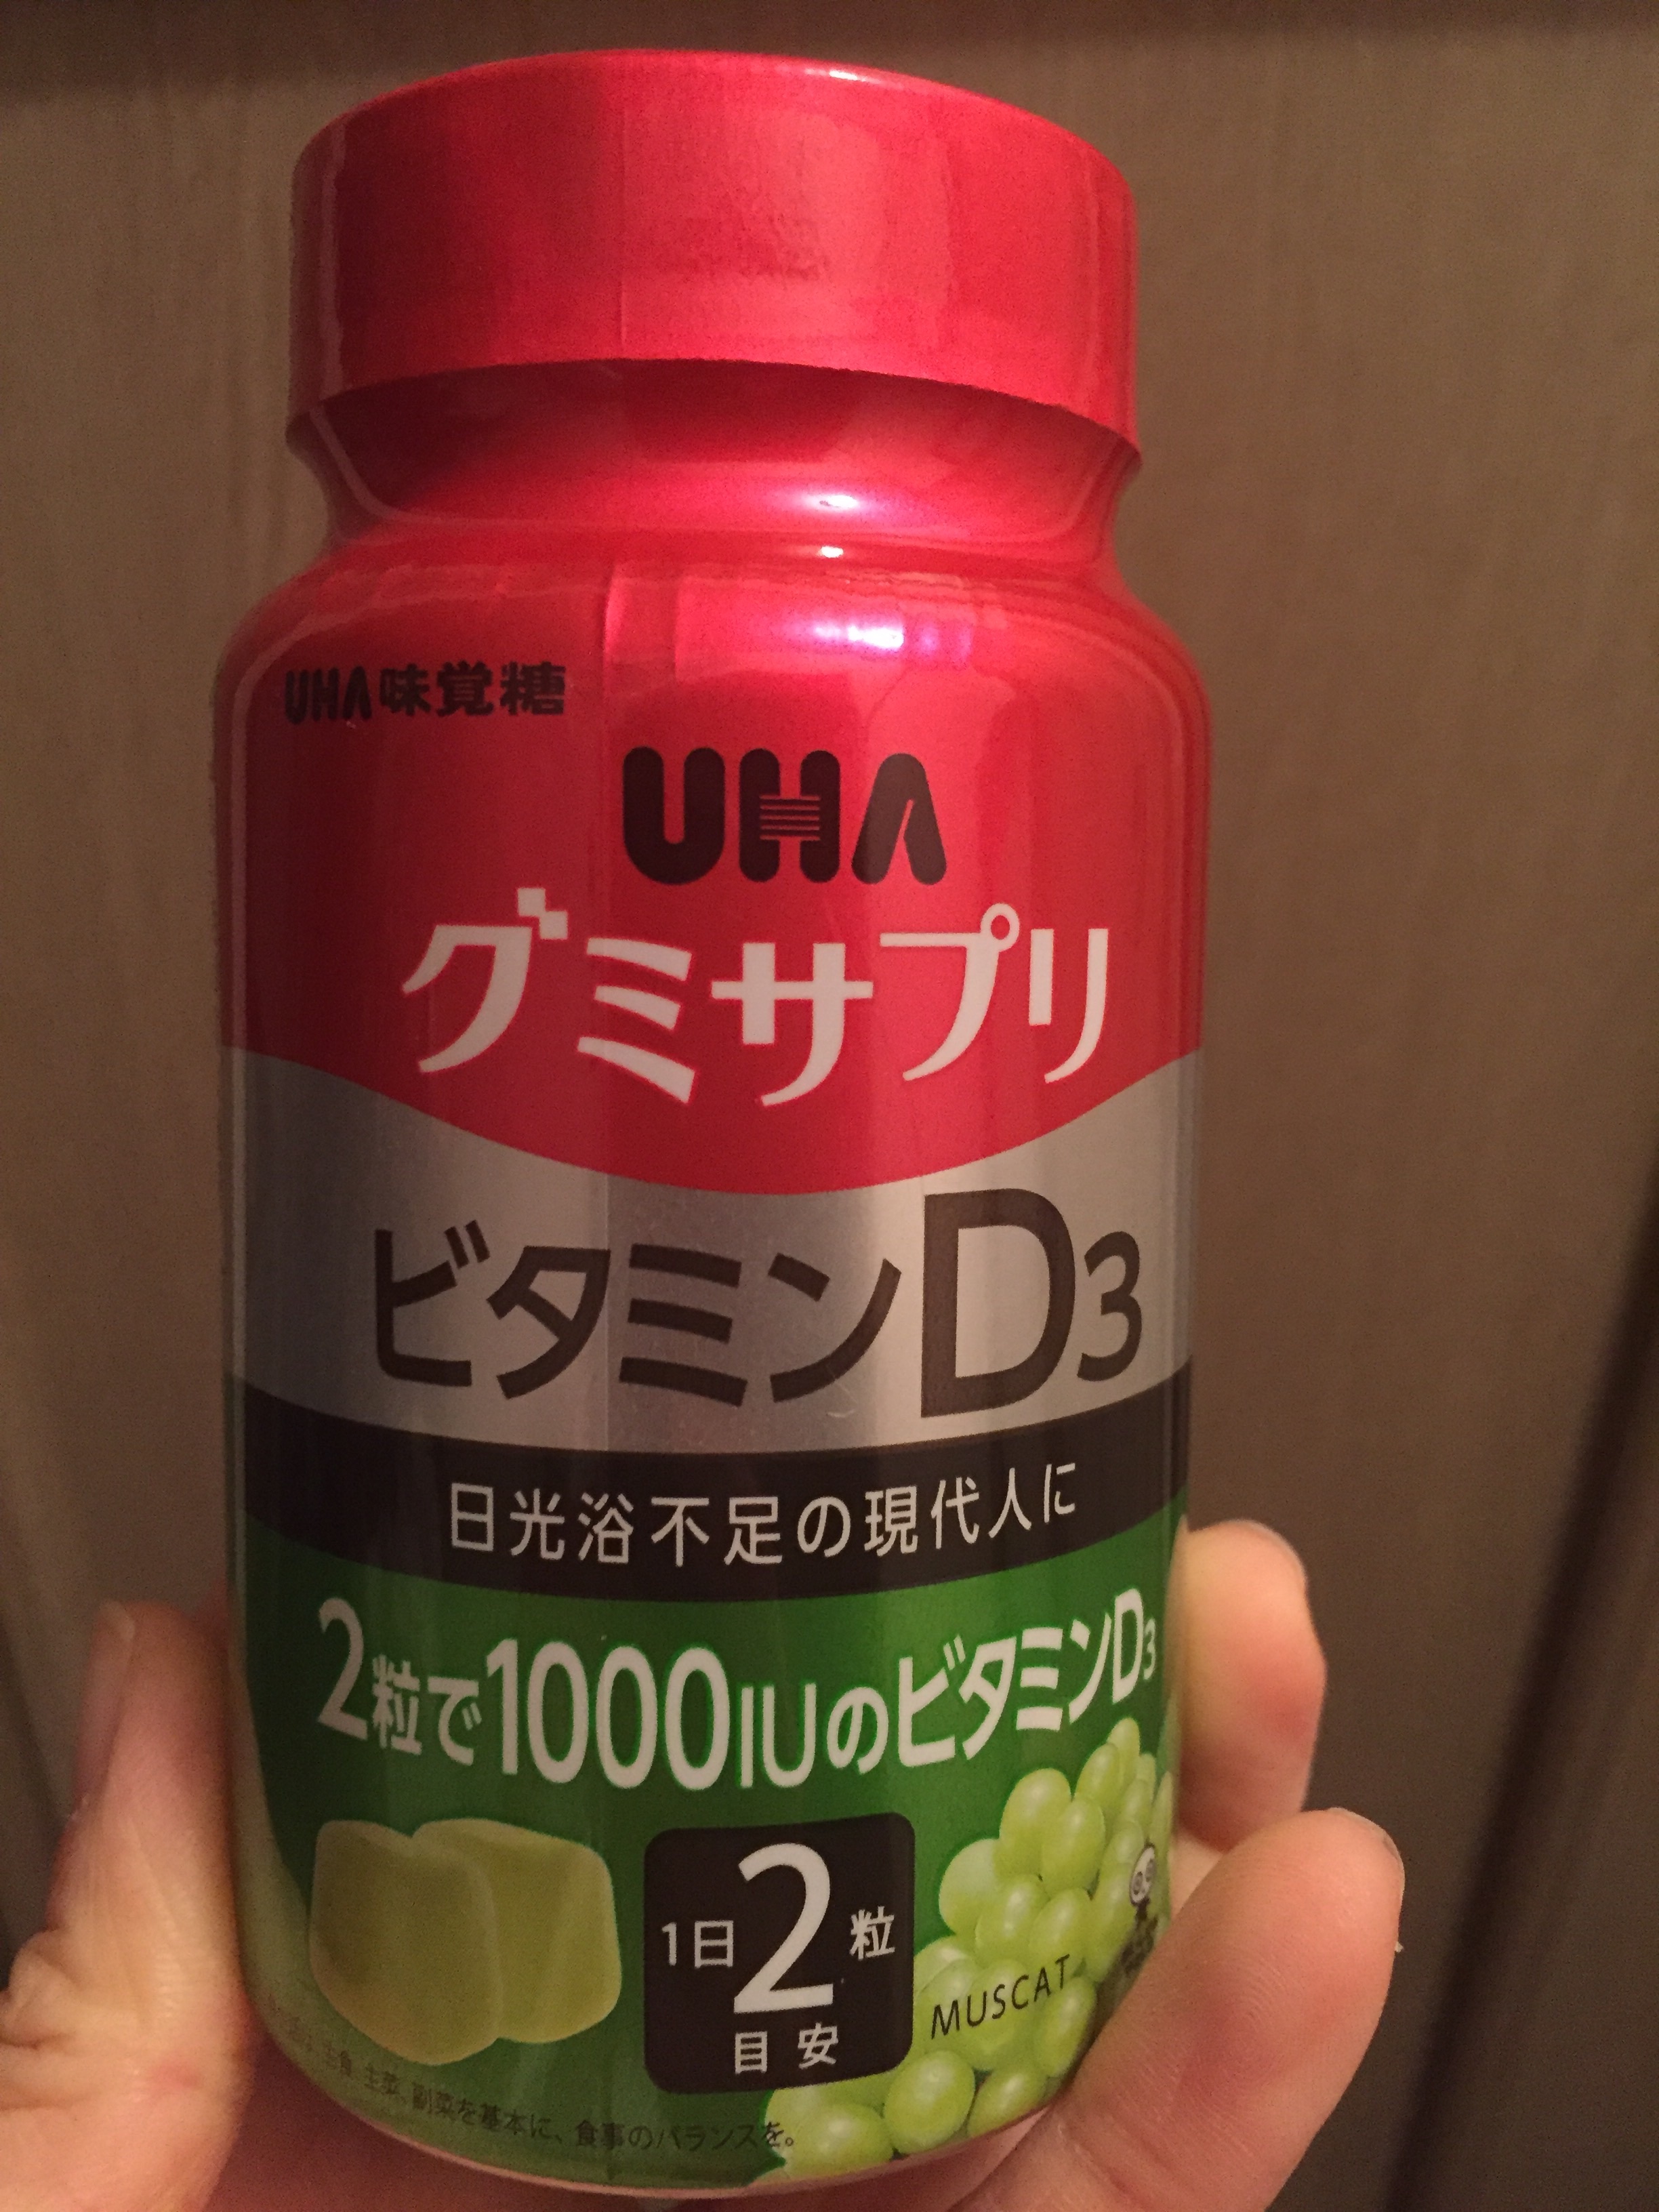 UHA味覚糖
UHA
グミサプリ
ビタミンD3
日光浴不足の現代人に
2粒で1000IUのビタミンD3
1日2粒
目安
MUSCAT
主食、主菜、副菜を基本に、食事のバランスを。